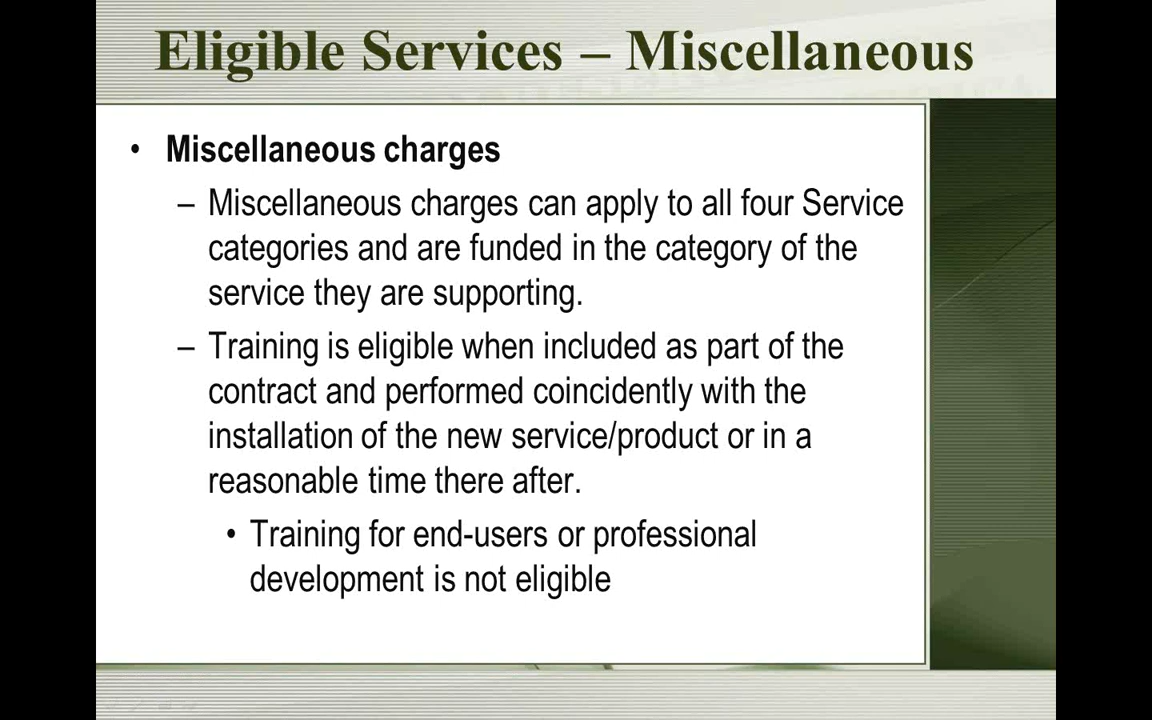 Eligible Services – Miscellaneous
• Miscellaneous charges
– Miscellaneous charges can apply to all four Service
categories and are funded in the category of the
service they are supporting.
– Training is eligible when included as part of the
contract and performed coincidently with the
installation of the new service/product or in a
reasonable time there after.
• Training for end-users or professional
development is not eligible